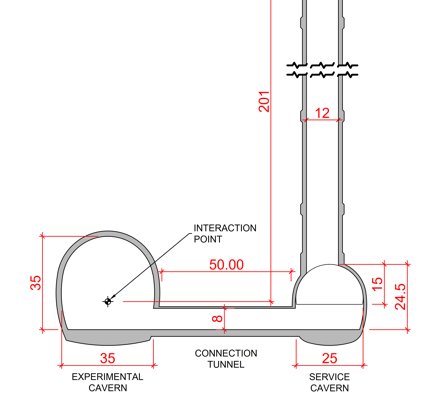 201
12
INTERACTION
POINT
50.00
35
8
15
24.5
35
CONNECTION
TUNNEL
25
EXPERIMENTAL
CAVERN
SERVICE
CAVERN